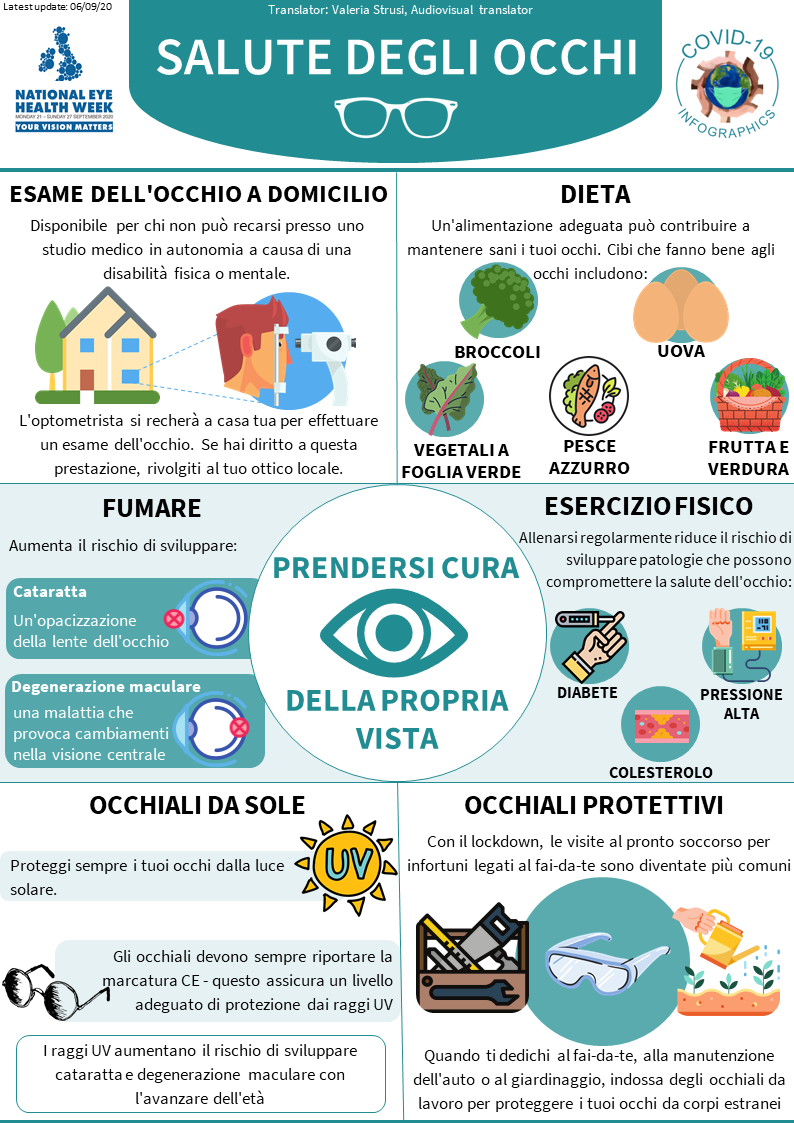 Latest update: 06/09/20
Translator: Valeria Strusi, Audiovisual translator
SALUTE DEGLI OCCHI
NATIONAL EYE
HEALTH WEEK
MONDAY 21 - SUNDAY 27 SEPTEMBER 2020
YOUR VISION MATTERS
COVID-19
INFOGRAPHICS
ESAME DELL'OCCHIO A DOMICILIO
Disponibile per chi non può recarsi presso uno
studio medico in autonomia a causa di una
disabilità fisica o mentale.
L'optometrista si recherà a casa tua per effettuare
un esame dell'occhio. Se hai diritto a questa
prestazione, rivolgiti al tuo ottico locale.
DIETA
Un'alimentazione adeguata può contribuire a
mantenere sani i tuoi occhi. Cibi che fanno bene agli
occhi includono:
BROCCOLI
UOVA
VEGETALI A
FOGLIA VERDE
PESCE
AZZURRO
FRUTTA E
VERDURA
FUMARE
Aumenta il rischio di sviluppare:
Cataratta
Un'opacizzazione
della lente dell'occhio
Degenerazione maculare
una malattia che
provoca cambiamenti
nella visione centrale
PRENDERSI CURA
DELLA PROPRIA
VISTA
ESERCIZIO FISICO
Allenarsi regolarmente riduce il rischio di
sviluppare patologie che possono
compromettere la salute dell'occhio:
DIABETE
PRESSIONE
ALTA
COLESTEROLO
OCCHIALI DA SOLE
UV
Proteggi sempre i tuoi occhi dalla luce
solare.
Gli occhiali devono sempre riportare la
marcatura CE - questo assicura un livello
adeguato di protezione dai raggi UV
I raggi UV aumentano il rischio di sviluppare
cataratta e degenerazione maculare con
l'avanzare dell'età
OCCHIALI PROTETTIVI
Con il lockdown, le visite al pronto soccorso per
infortuni legati al fai-da-te sono diventate più comuni
Quando ti dedichi al fai-da-te, alla manutenzione
dell'auto o al giardinaggio, indossa degli occhiali da
lavoro per proteggere i tuoi occhi da corpi estranei